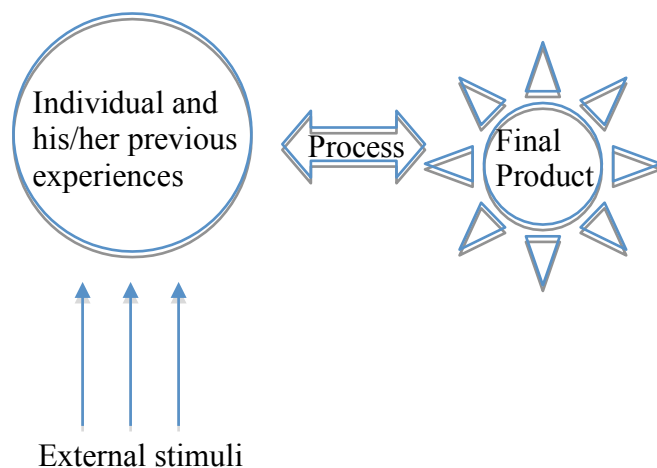 Individual and
his/her previous
experiences
Process
Final
Product
External stimuli